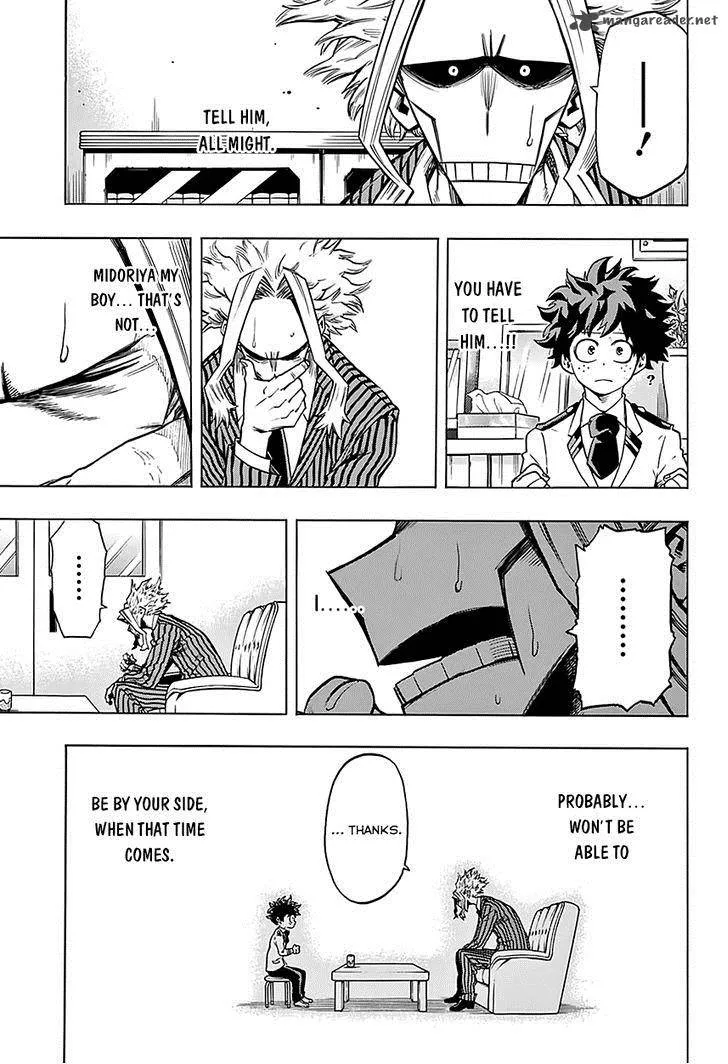 mangareader.net
—!
TELL HIM,
ALL MIGHT.
YOU HAVE
TO TELL
HIM...!!!
?
MIDORIYA MY
BOY... THAT'S
NOT...
......
I......
......
PROBABLY...
WON'T BE
ABLE TO
... THANKS.
BE BY YOUR SIDE,
WHEN THAT TIME
COMES.